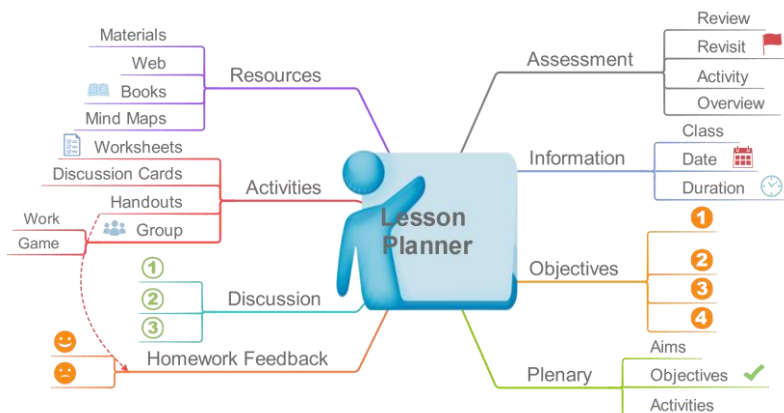 Lesson
Planner
Resources
Materials
Web
Books
Mind Maps
Activities
Worksheets
Discussion Cards
Handouts
Group
Work
Game
Discussion
1
2
3
Homework Feedback
Assessment
Review
Revisit
Activity
Overview
Information
Class
Date
Duration
Objectives
1
2
3
4
Plenary
Aims
Objectives
Activities